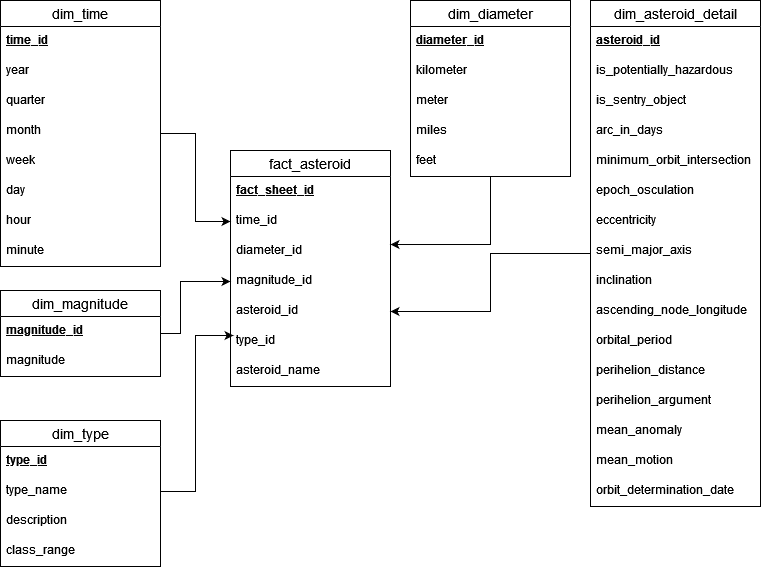 dim_time
time_id
year
quarter
month
week
day
hour
minute
dim_magnitude
magnitude_id
magnitude
dim_type
type_id
type_name
description
class_range
fact_asteroid
fact_sheet_id
time_id
diameter_id
magnitude_id
asteroid_id
type_id
asteroid_name
dim_diameter
diameter_id
kilometer
meter
miles
feet
dim_asteroid_detail
asteroid_id
is_potentially_hazardous
is_sentry_object
arc_in_days
minimum_orbit_intersection
epoch_osculation
eccentricity
semi_major_axis
inclination
ascending_node_longitude
orbital_period
perihelion_distance
perihelion_argument
mean_anomaly
mean_motion
orbit_determination_date